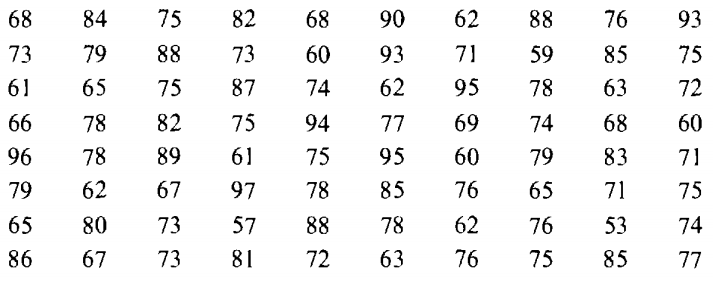 68 84 75 82 68 90 62 88 76 93
73 79 88 73 60 93 71 59 85 75
61 65 75 87 74 62 95 78 63 72
66 78 82 75 94 77 69 74 68 60
96 78 89 61 75 95 60 79 83 71
79 62 67 97 78 85 76 65 71 75
65 80 73 57 88 78 62 76 53 74
86 67 73 81 72 63 76 75 85 77